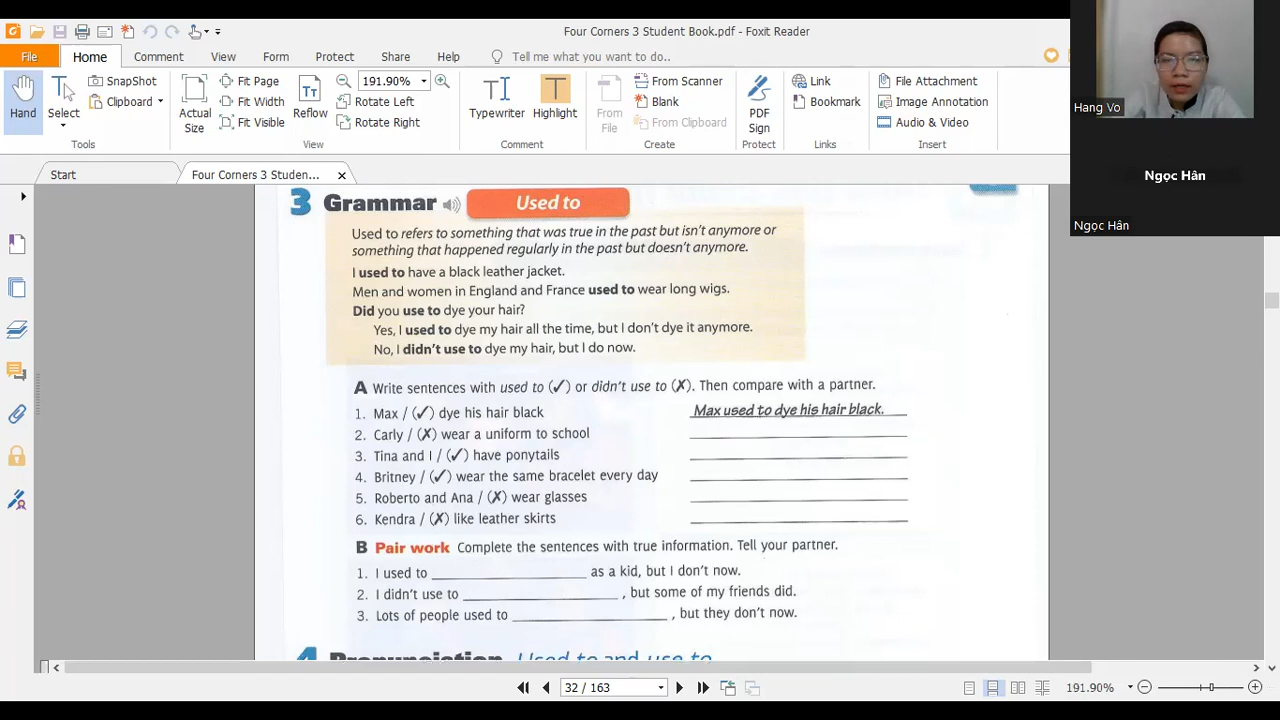 Four Corners 3 Student Book.pdf - Foxit Reader
File Home Comment View Form Protect Share Help Tell me what you want to do..
Hand
Select
SnapShot
Clipboard
Tools
Actual Size
Fit Page
Fit Width
Fit Visible
Reflow
191.90%
Rotate Left
Rotate Right
View
Typewriter
Highlight
Comment
From File
From Scanner
Blank
From Clipboard
Create
PDF Sign
Protect
Link
Bookmark
Links
File Attachment
Image Annotation
Audio & Video
Insert
Hang Vo
Ngọc Hân
Ngọc Hân
Start
Four Corners 3 Studen...
3 Grammar Used to
Used to refers to something that was true in the past but isn't anymore or
something that happened regularly in the past but doesn't anymore.
I used to have a black leather jacket.
Men and women in England and France used to wear long wigs.
Did you use to dye your hair?
Yes, I used to dye my hair all the time, but I don't dye it anymore.
No, I didn't use to dye my hair, but I do now.
A Write sentences with used to (✓) or didn't use to (✗). Then compare with a partner.
1. Max / (✓) dye his hair black Max used to dye his hair black.
2. Carly / (✗) wear a uniform to school
3. Tina and I / (✓) have ponytails
4. Britney / (✓) wear the same bracelet every day
5. Roberto and Ana / (✗) wear glasses
6. Kendra / (✗) like leather skirts
B Pair work Complete the sentences with true information. Tell your partner.
1. I used to ____ as a kid, but I don't now.
2. I didn't use to ____ , but some of my friends did.
3. Lots of people used to ____ , but they don't now.
4 Pronunciation Used to and use to
32 / 163
191.90%